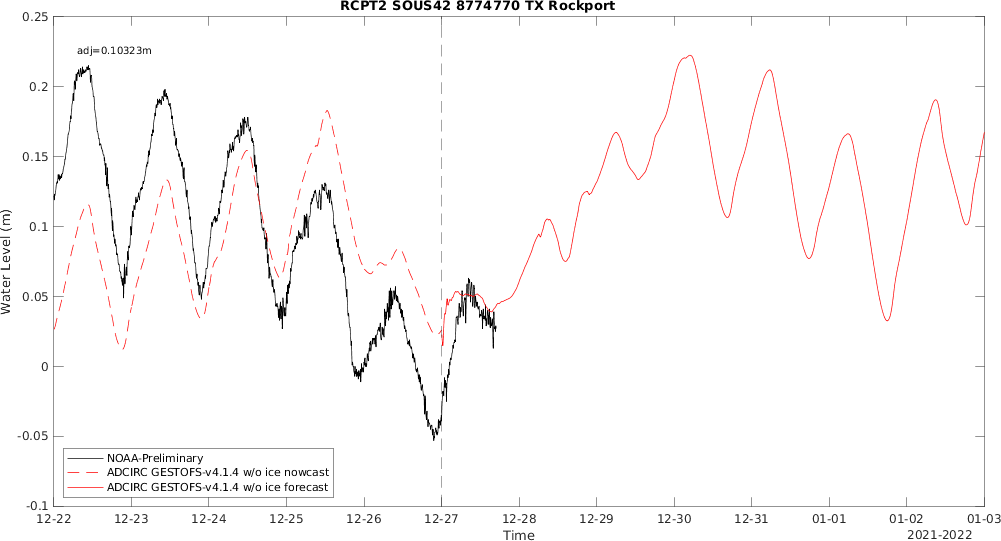 RCPT2 SOUS42 8774770 TX Rockport
0.25
adj=0.10323m
0.2
0.15
0.1
0.05
0
-0.05
-0.1
Water Level (m)
NOAA-Preliminary
ADCIRC GESTOFS-v4.1.4 w/o ice nowcast
ADCIRC GESTOFS-v4.1.4 w/o ice forecast
12-22 12-23 12-24 12-25 12-26 12-27 12-28 12-29 12-30 12-31 01-01 01-02 01-03
Time
2021-2022